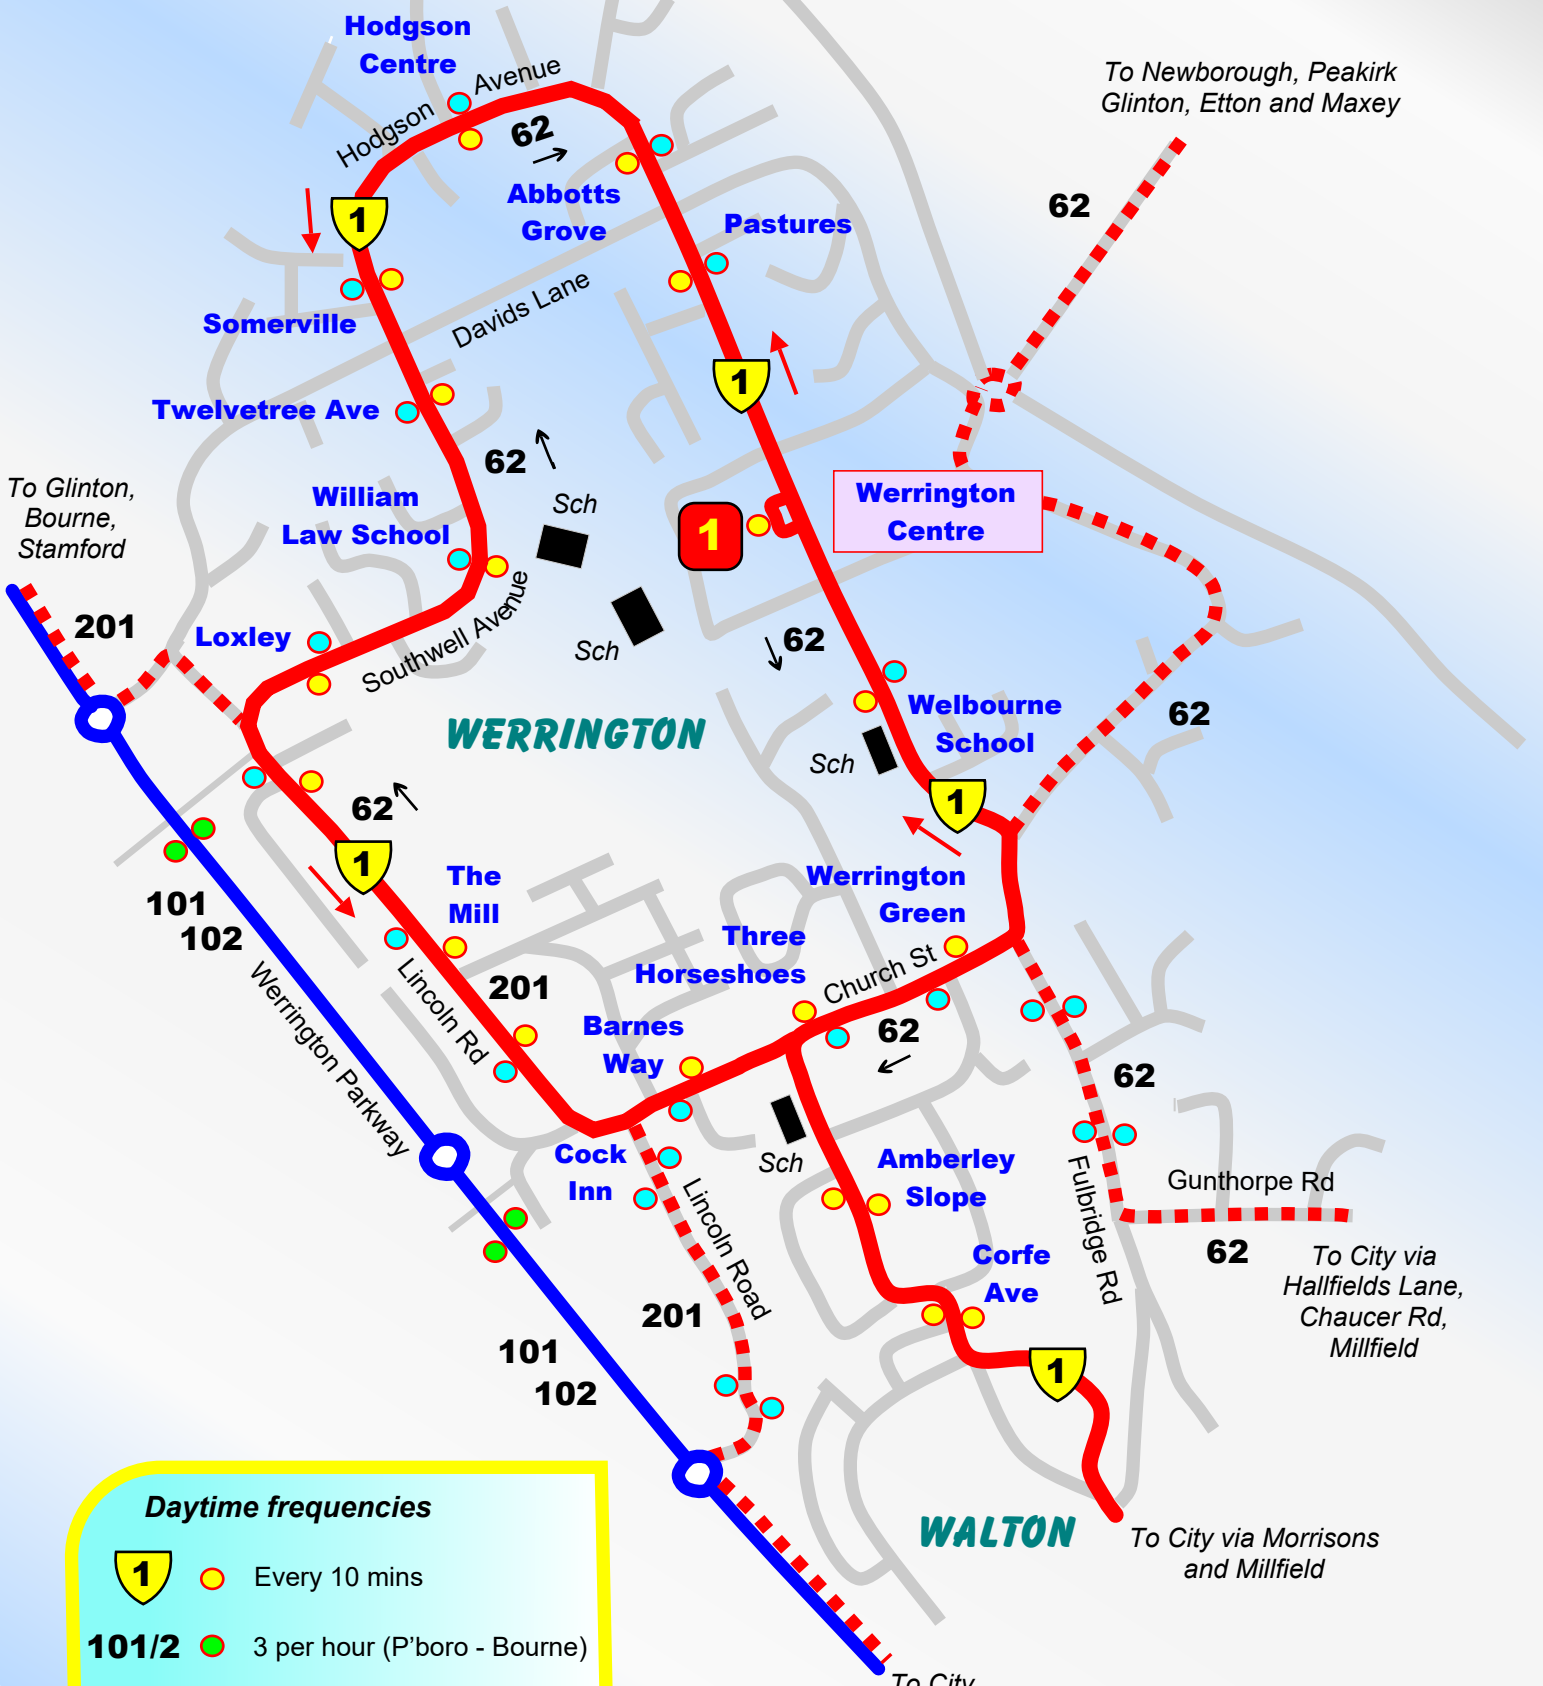 Hodgson
Centre
Hodgson Avenue
62
To Newborough, Peakirk
Glinton, Etton and Maxey
62
Abbotts
Grove
Pastures
1
Somerville
Davids Lane
1
Twelvetree Ave
62
William
Law School
Sch
To Glinton,
Bourne,
Stamford
Werrington
Centre
1
201
Loxley
Southwell Avenue
Sch
62
62
WERRINGTON
Welbourne
School
Sch
1
62
1
The
Mill
101
102
Werrington
Green
Three
Horseshoes
Church St
Werrington Parkway
Lincoln Rd
201
Barnes
Way
62
62
Cock
Inn
Sch
Amberley
Slope
Lincoln Road
Fulbridge Rd
Gunthorpe Rd
62
To City via
Hallfields Lane,
Chaucer Rd,
Millfield
Corfe
Ave
201
101
102
1
WALTON
To City via Morrisons
and Millfield
Daytime frequencies
1 Every 10 mins
101/2 3 per hour (P'boro - Bourne)
To City